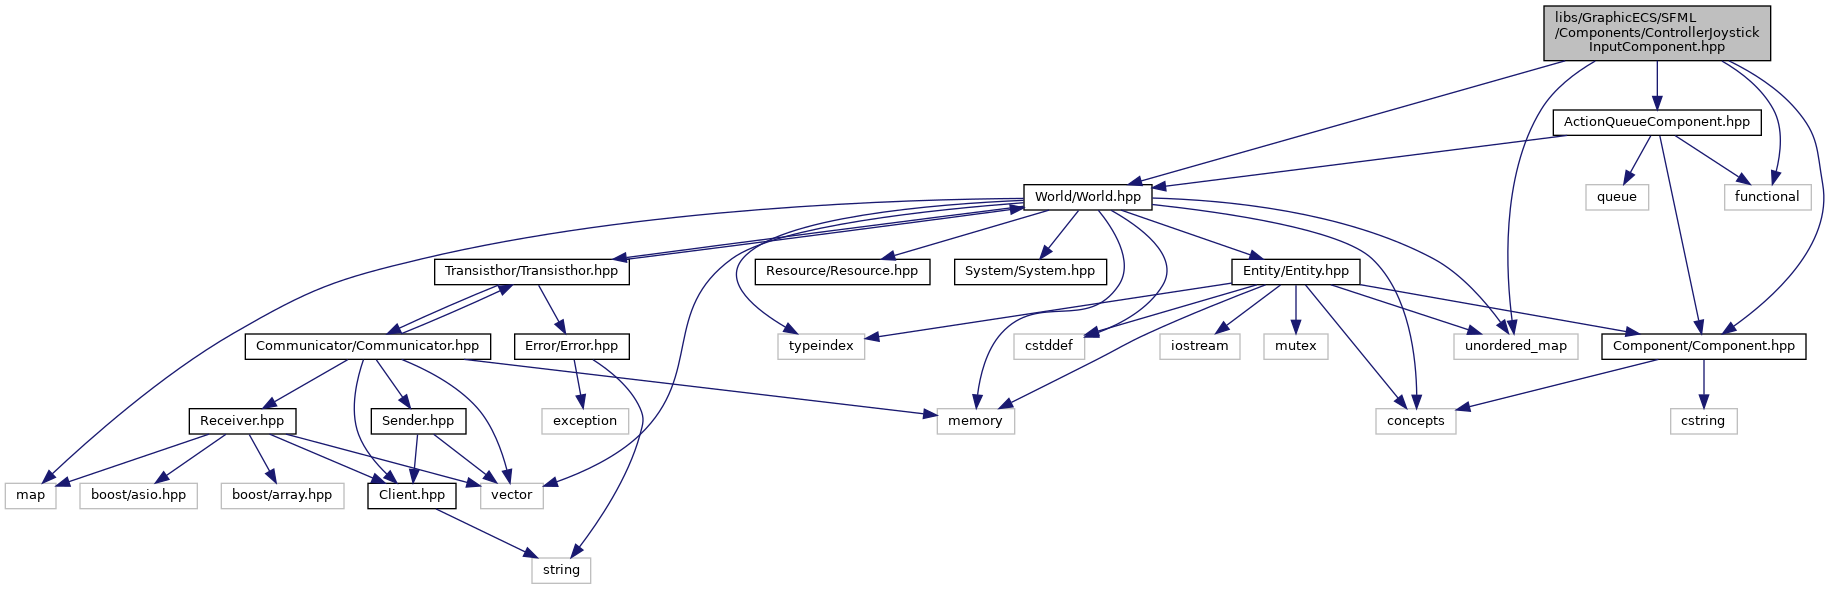 libs/GraphicECS/SFML
/Components/ControllerJoystick
InputComponent.hpp
ActionQueueComponent.hpp
World/World.hpp
queue
functional
Transisthor/Transisthor.hpp
Resource/Resource.hpp
System/System.hpp
Entity/Entity.hpp
Communicator/Communicator.hpp
Error/Error.hpp
typeindex
cstddef
iostream
mutex
unordered_map
Component/Component.hpp
Receiver.hpp
Sender.hpp
exception
memory
concepts
cstring
map
boost/asio.hpp
boost/array.hpp
Client.hpp
vector
string